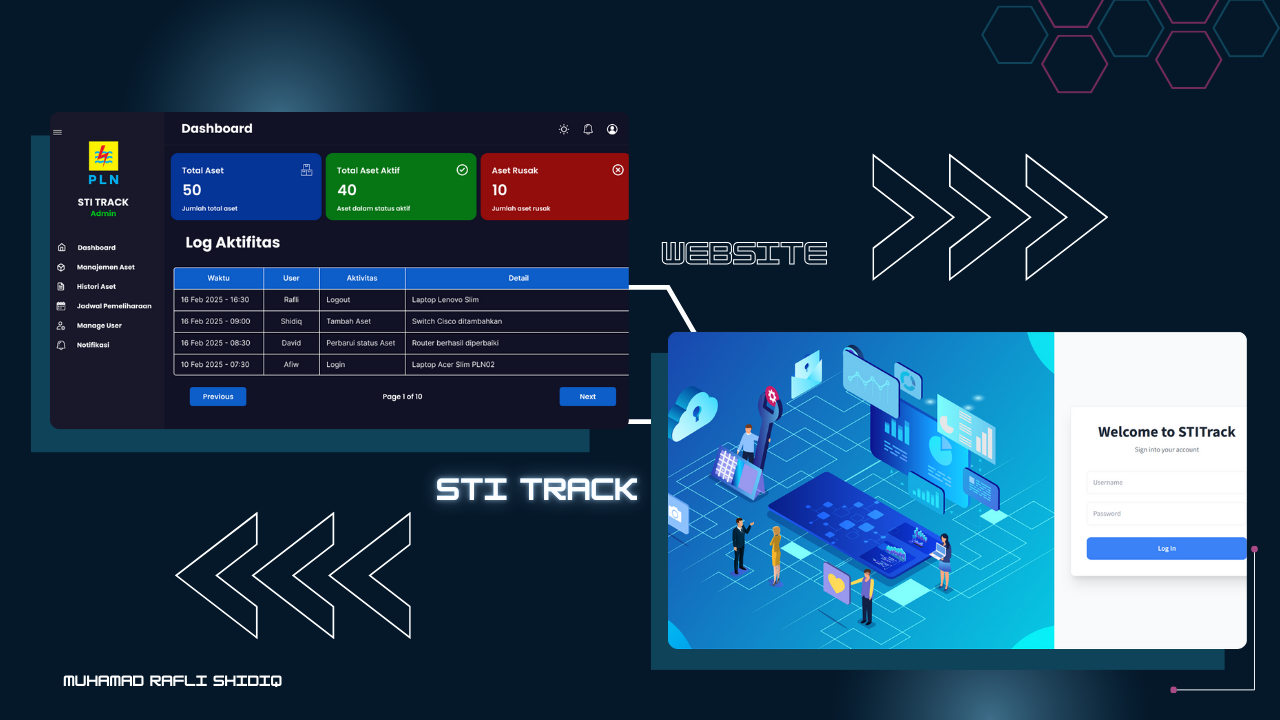 Dashboard
PLN
STI TRACK
Admin
Dashboard
Manajemen Aset
Histori Aset
Jadwal Pemeliharaan
Manage User
Notifikasi
Total Aset
50
Jumlah total aset
Total Aset Aktif
40
Aset dalam status aktif
Aset Rusak
10
Jumlah aset rusak
Log Aktifitas
Waktu User Aktivitas Detail
16 Feb 2025 - 16:30 Rafli Logout Laptop Lenovo Slim
16 Feb 2025 - 09:00 Shidiq Tambah Aset Switch Cisco ditambahkan
16 Feb 2025 - 08:30 David Perbarui status Aset Router berhasil diperbaiki
10 Feb 2025 - 07:30 Afiw Login Laptop Acer Slim PLN02
Previous Page 1 of 10 Next
WEBSITE
Welcome to STITrack
Sign into your account
Username
Password
Log In
STI TRACK
MUHAMAD RAFLI SHIDIQ